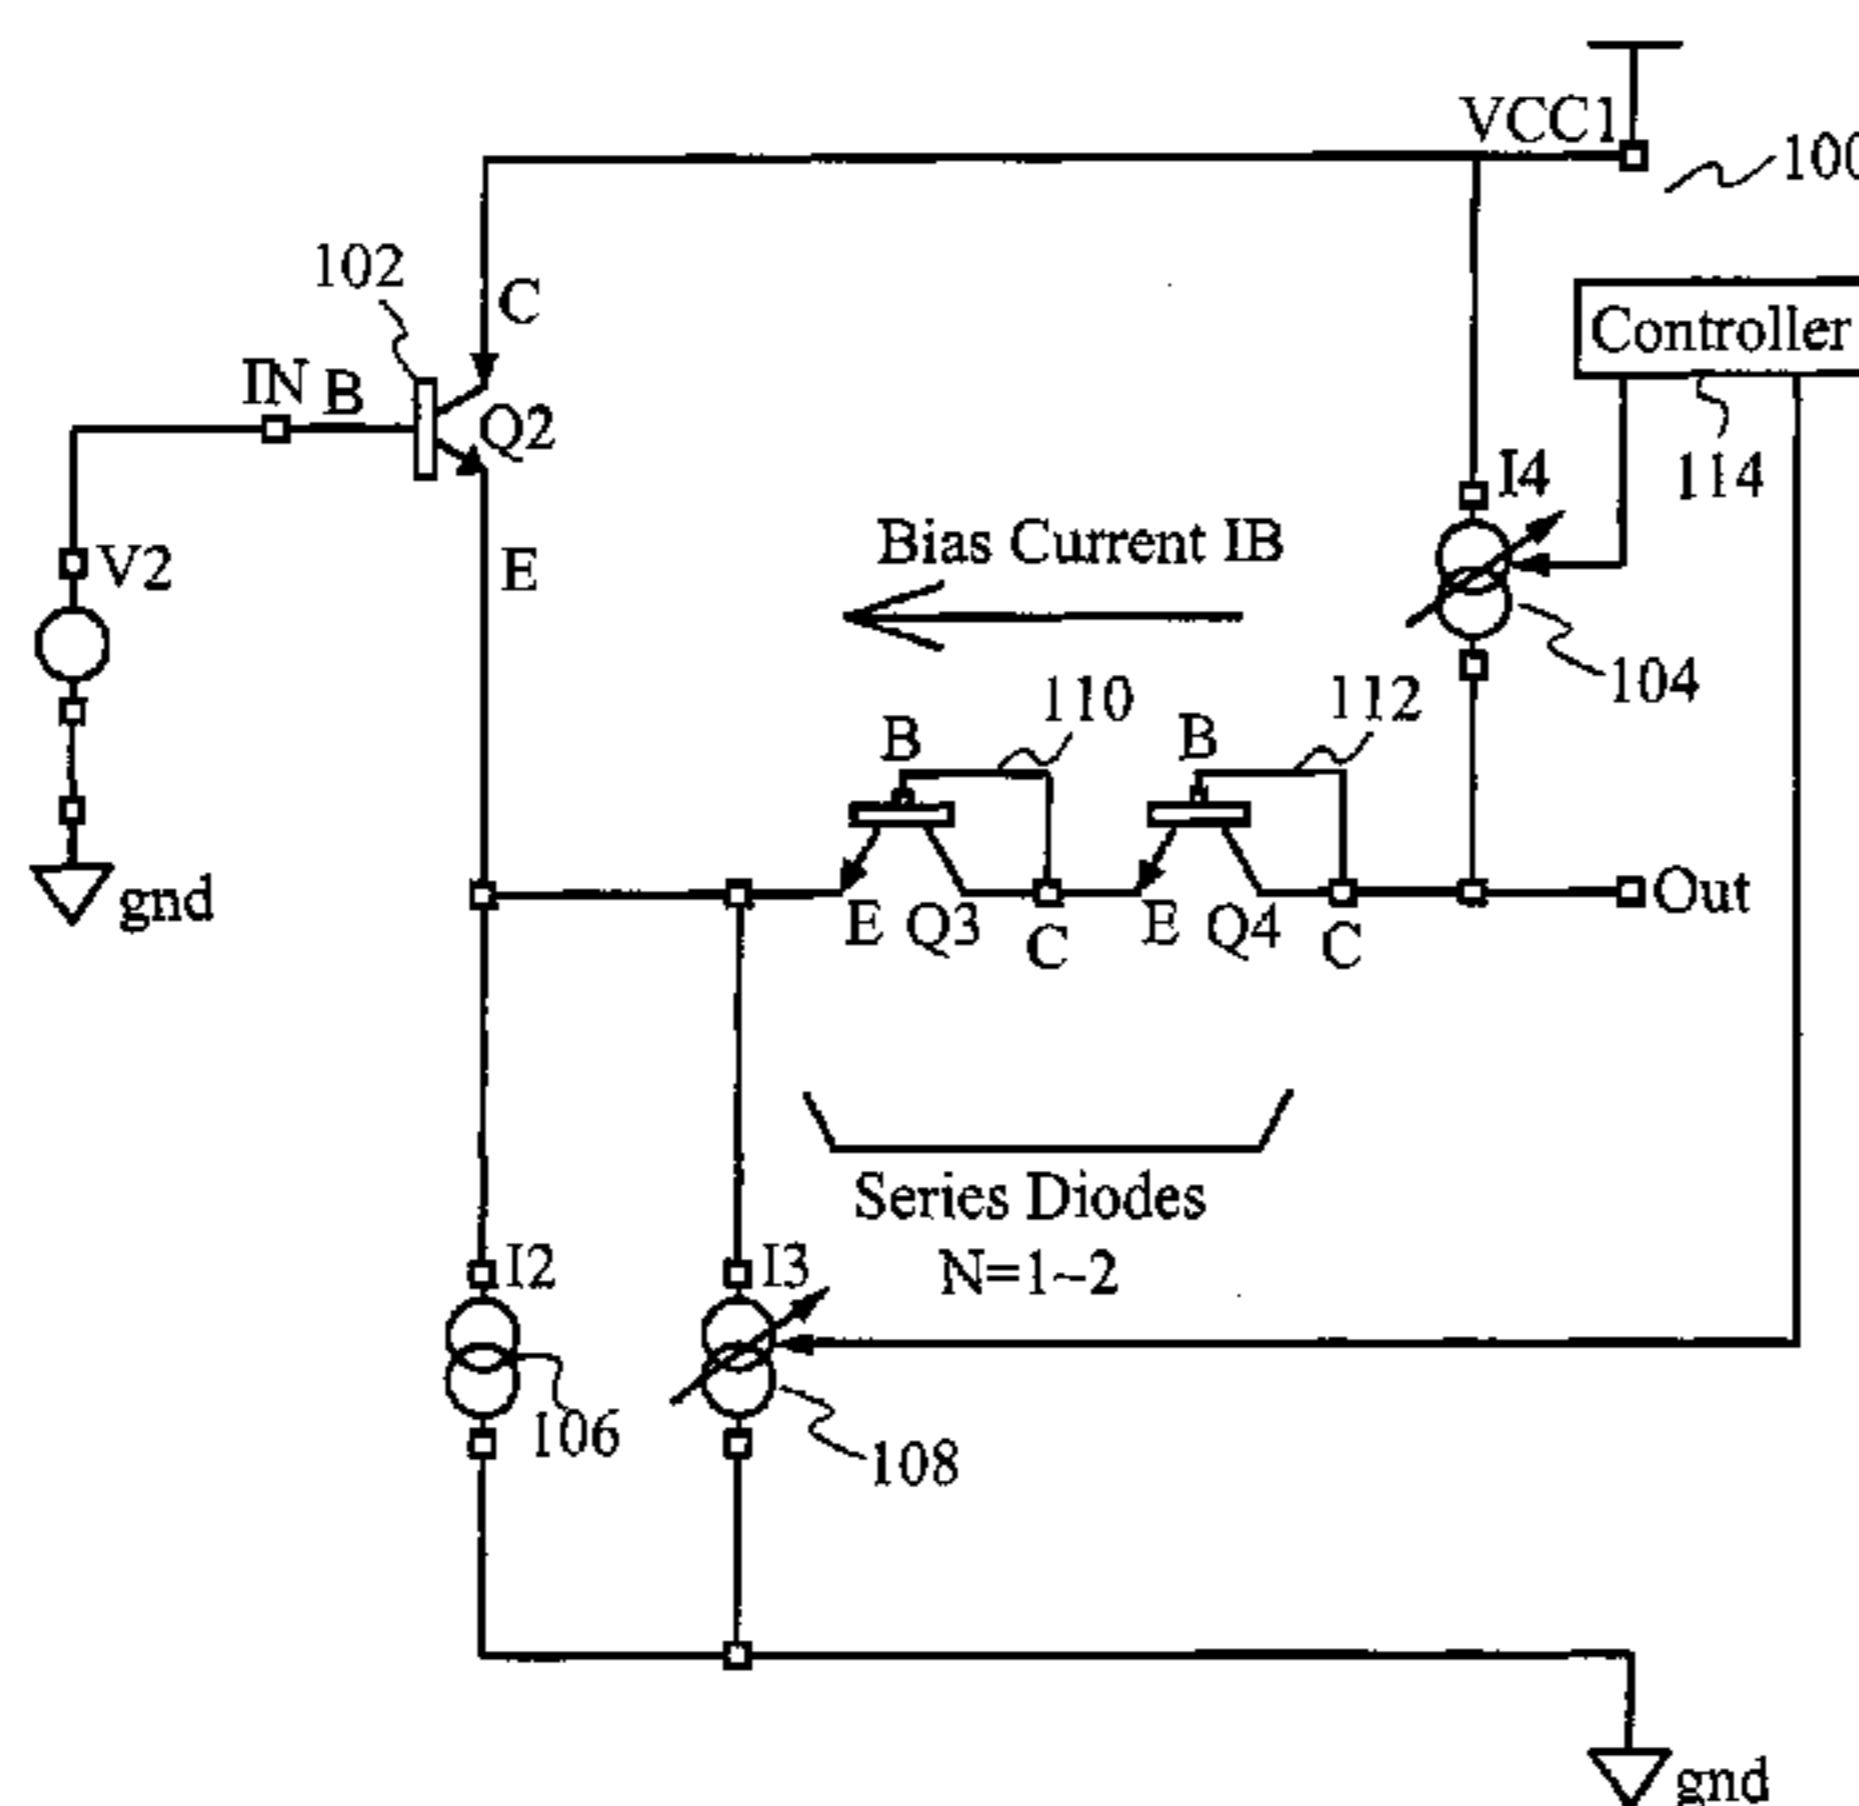 VCC1
100
102
C
Controller
IN
B
Q2
I4
114
V2
E
Bias Current IB
104
110
112
B
B
gnd
E
Q3
C
E
Q4
C
Out
Series Diodes
N=1~2
I2
I3
106
108
gnd